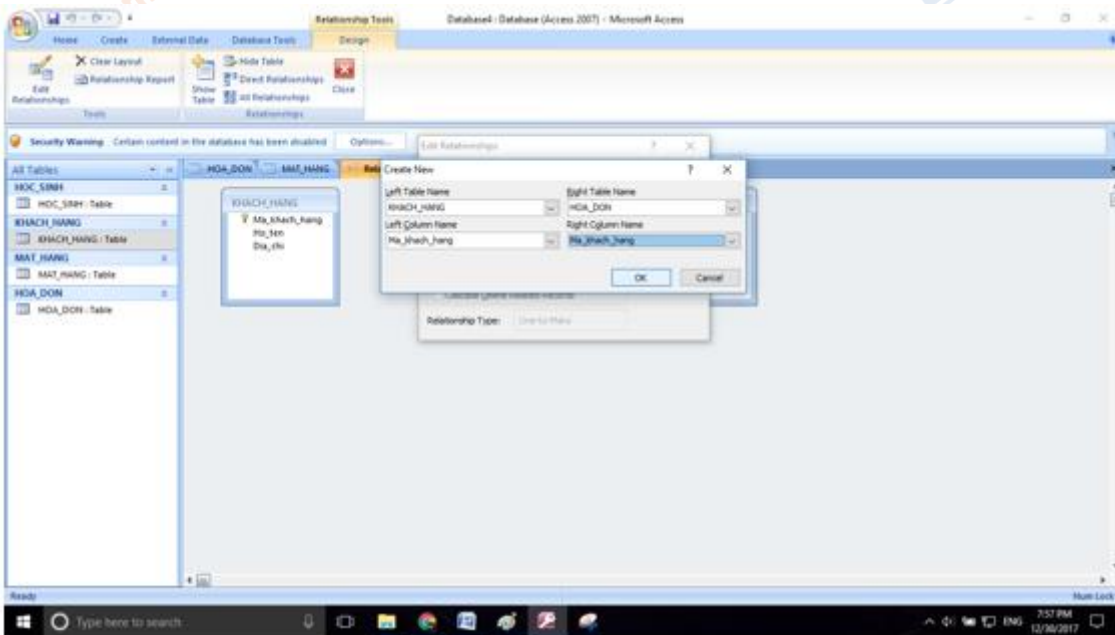 Relationship Tools
Database4 : Database (Access 2007) - Microsoft Access
Home Create External Data Database Tools Design
Edit Relationships
Clear Layout
Relationship Report
Tools
Show Table
Hide Table
Direct Relationships
All Relationships
Close
Relationships
Security Warning Certain content in the database has been disabled Options...
All Tables
HOC_SINH
HOC_SINH : Table
KHACH_HANG
KHACH_HANG : Table
MAT_HANG
MAT_HANG : Table
HOA_DON
HOA_DON : Table
HOA_DON MAT_HANG Rela
KHACH_HANG
Ma_khach_hang
Ho_ten
Dia_chi
Edit Relationships ? ×
Create New ? ×
Left Table Name Right Table Name
KHACH_HANG HOA_DON
Left Column Name Right Column Name
Ma_khach_hang Ma_khach_hang
OK Cancel
Cascade Delete Related Records
Relationship Type: One-To-Many
Ready Num Lock
Type here to search
ENG
7:57 PM
12/30/2017